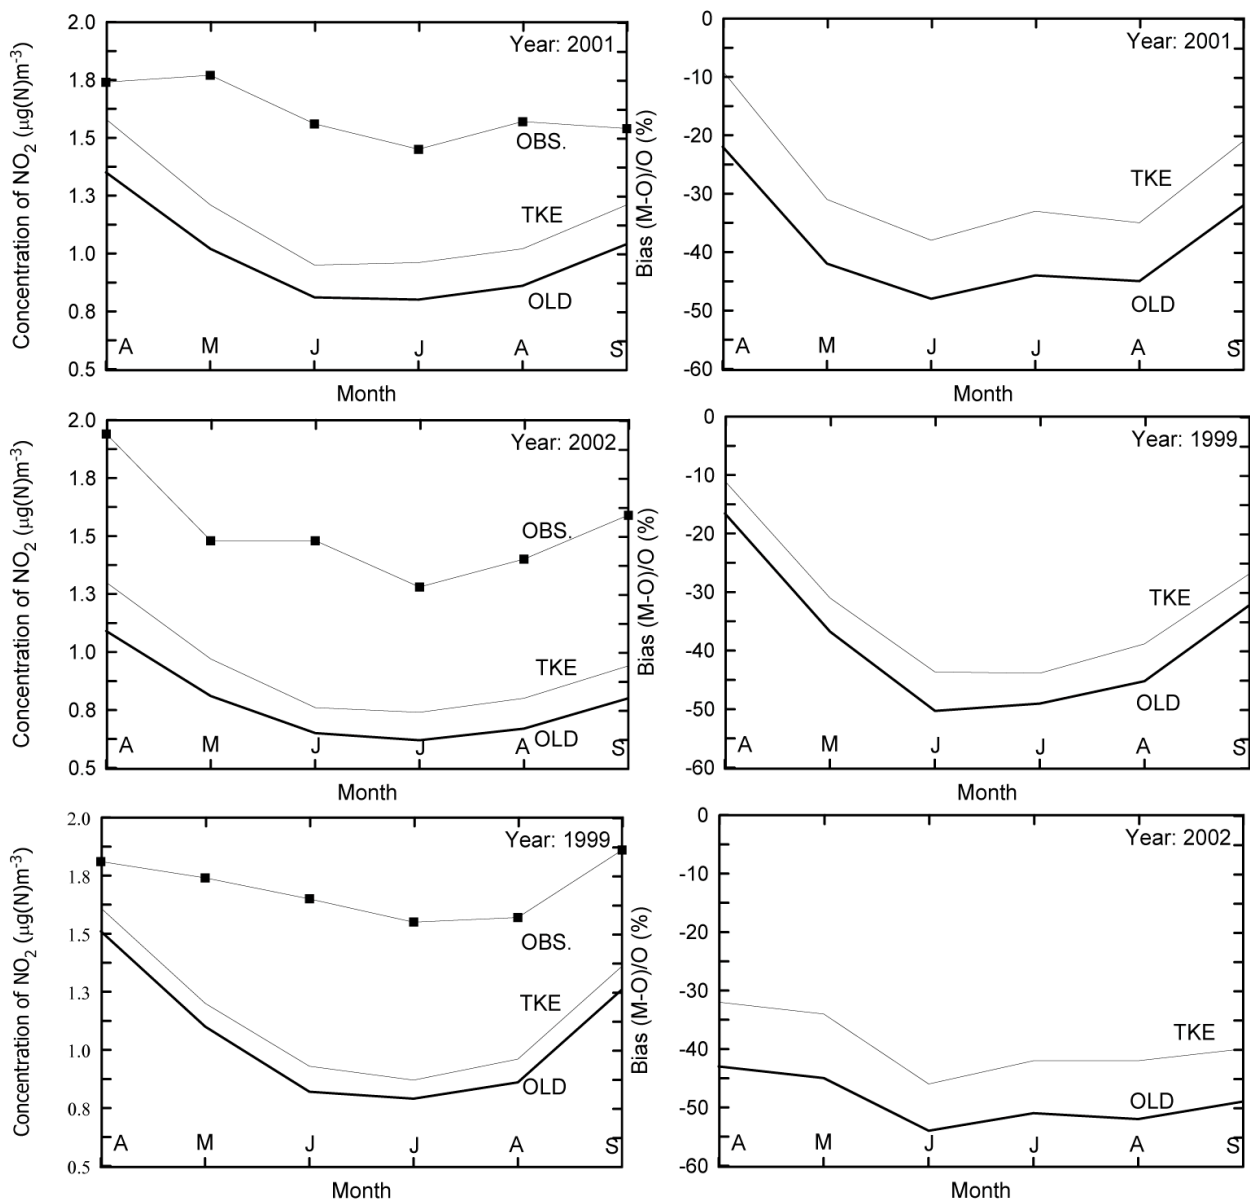 Year: 2001
Concentration of NO2 (μg(N)m-3)
2.0
1.8
1.5
1.3
1.0
0.8
0.5
OBS.
TKE
OLD
A M J J A S
Month
Year: 2001
Bias (M-O)/O (%)
0
-10
-20
-30
-40
-50
-60
TKE
OLD
A M J J A S
Month
Year: 2002
Concentration of NO2 (μg(N)m-3)
2.0
1.8
1.5
1.3
1.0
0.8
0.5
OBS.
TKE
OLD
A M J J A S
Month
Year: 1999
Bias (M-O)/O (%)
0
-10
-20
-30
-40
-50
-60
TKE
OLD
A M J J A S
Month
Year: 1999
Concentration of NO2 (μg(N)m-3)
2.0
1.8
1.5
1.3
1.0
0.8
0.5
OBS.
TKE
OLD
A M J J A S
Month
Year: 2002
Bias (M-O)/O (%)
0
-10
-20
-30
-40
-50
-60
TKE
OLD
A M J J A S
Month